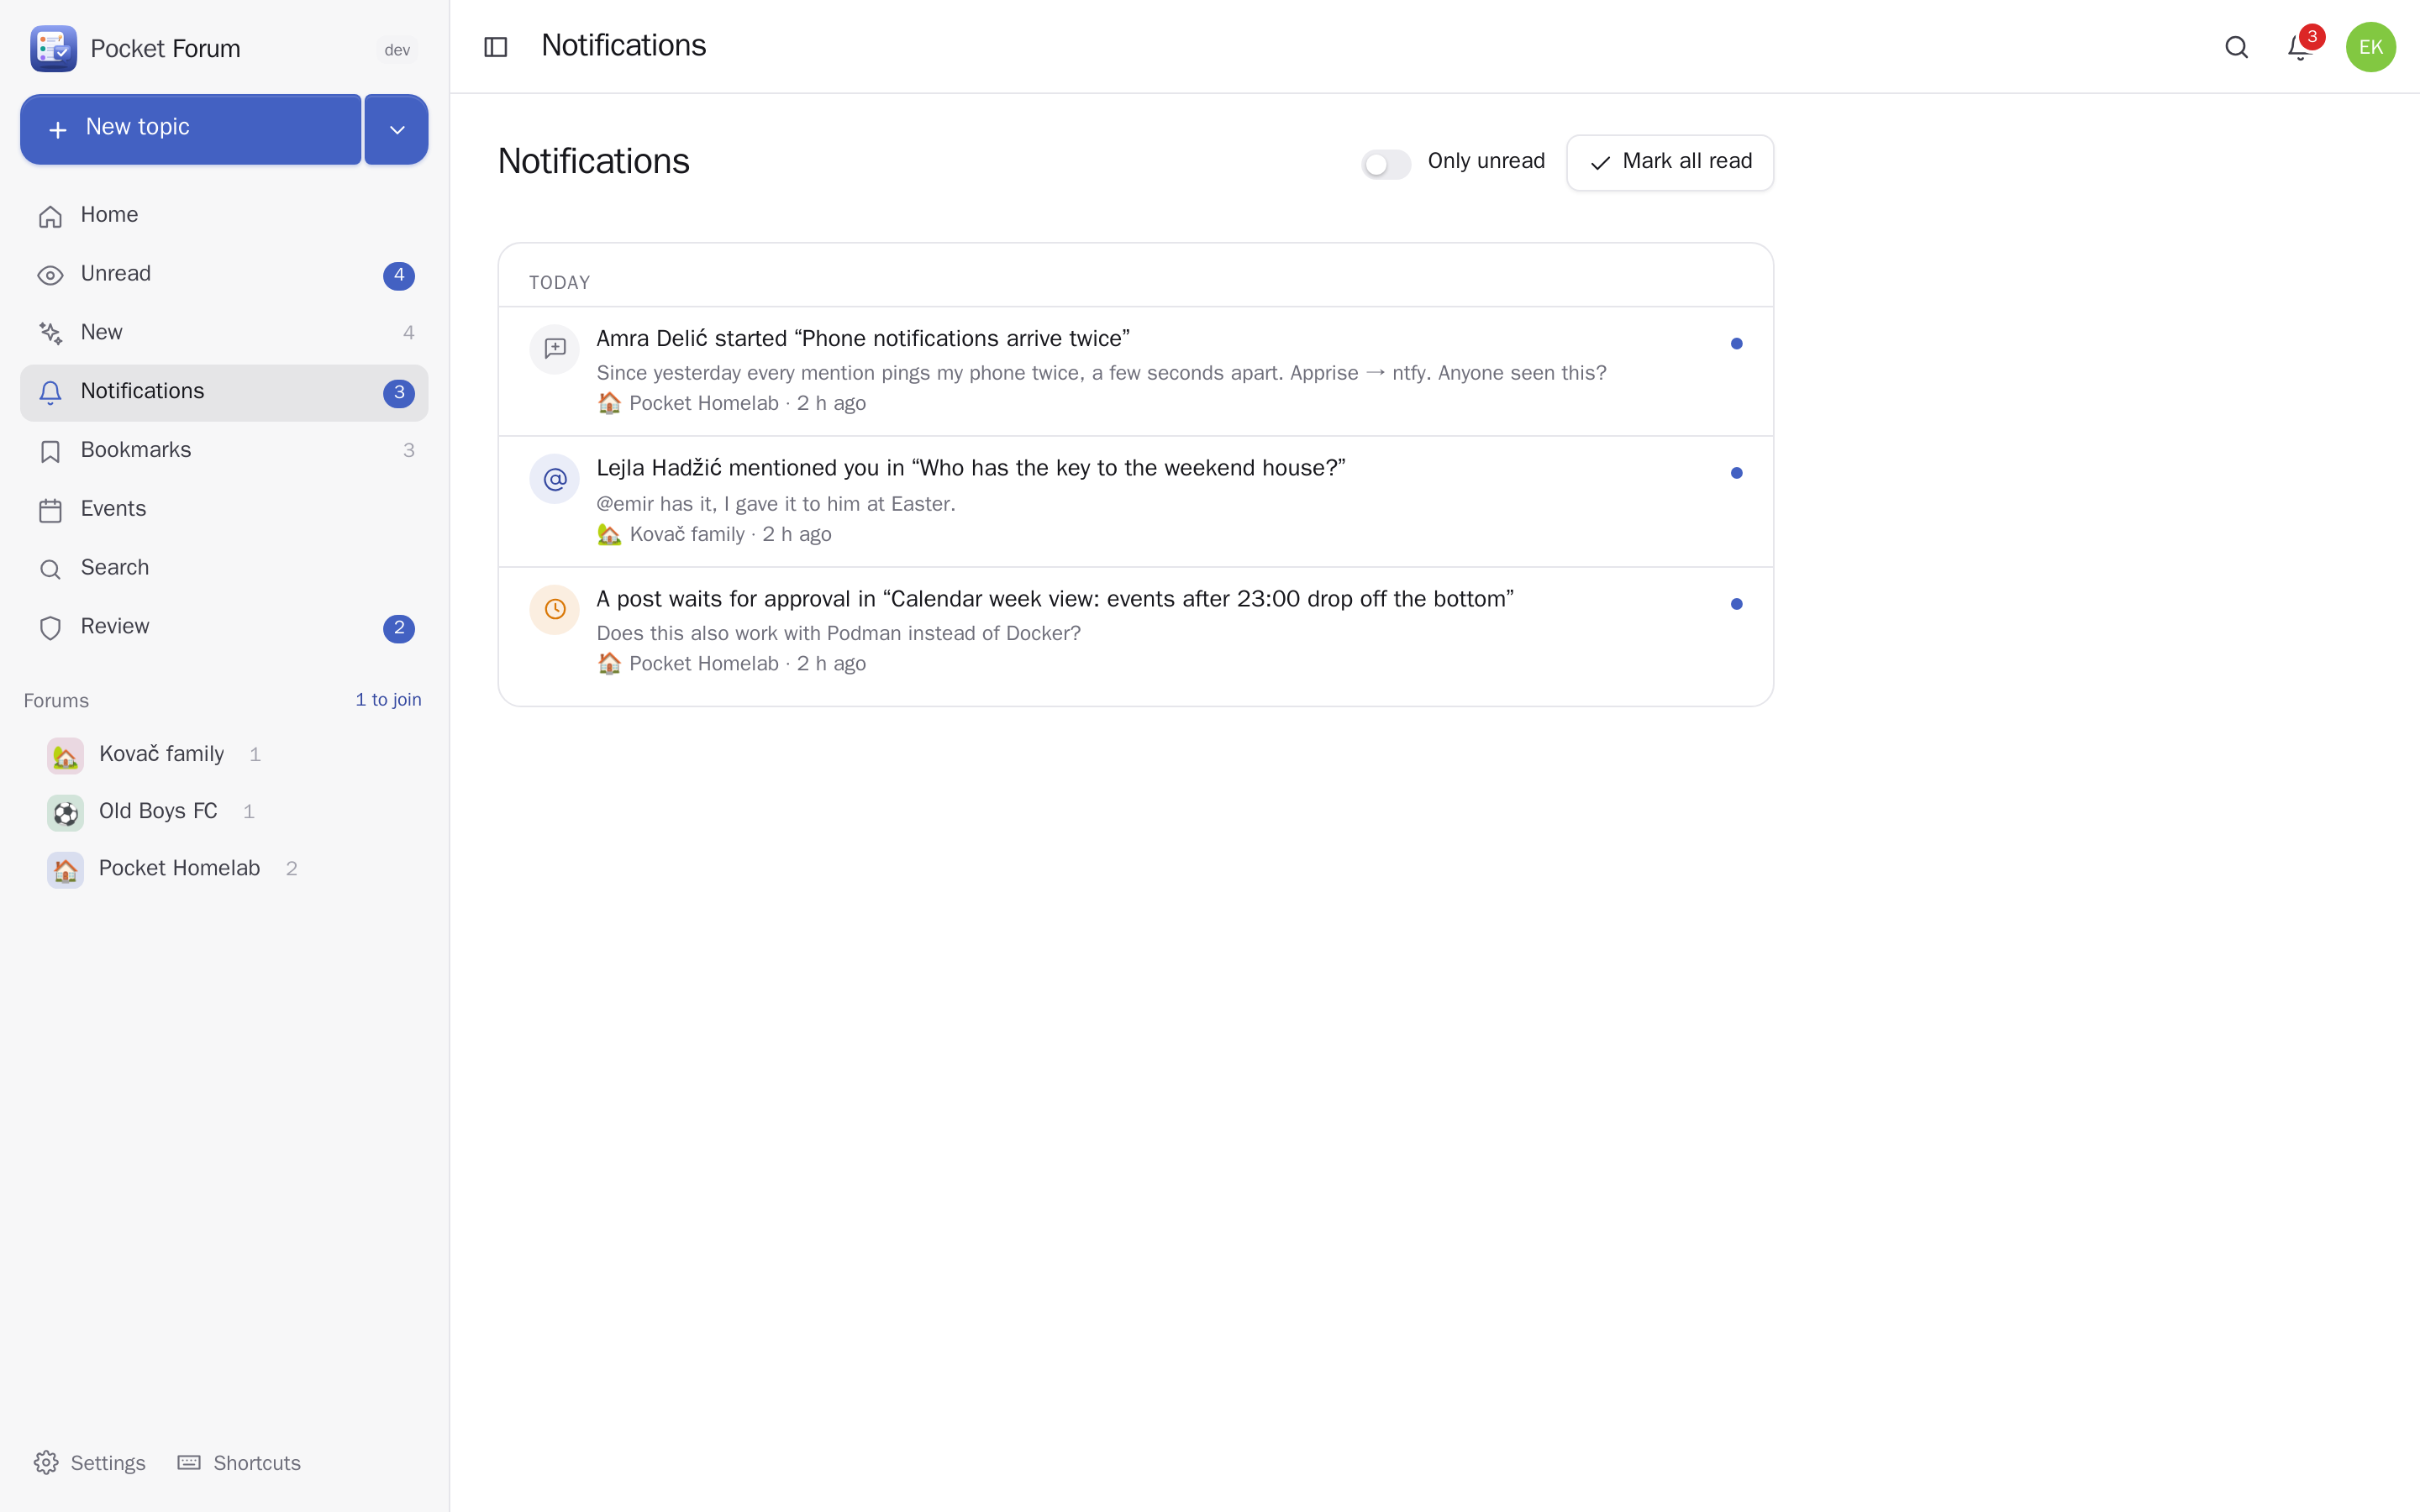 Pocket Forum
dev
New topic
Home
Unread 4
New 4
Notifications 3
Bookmarks 3
Events
Search
Review 2
Forums 1 to join
Kovač family 1
Old Boys FC 1
Pocket Homelab 2
Settings Shortcuts
Notifications
3
EK
Notifications
Only unread
Mark all read
TODAY
Amra Delić started “Phone notifications arrive twice”
Since yesterday every mention pings my phone twice, a few seconds apart. Apprise → ntfy. Anyone seen this?
🏠 Pocket Homelab · 2 h ago
@
Lejla Hadžić mentioned you in “Who has the key to the weekend house?”
@emir has it, I gave it to him at Easter.
🏡 Kovač family · 2 h ago
A post waits for approval in “Calendar week view: events after 23:00 drop off the bottom”
Does this also work with Podman instead of Docker?
🏠 Pocket Homelab · 2 h ago